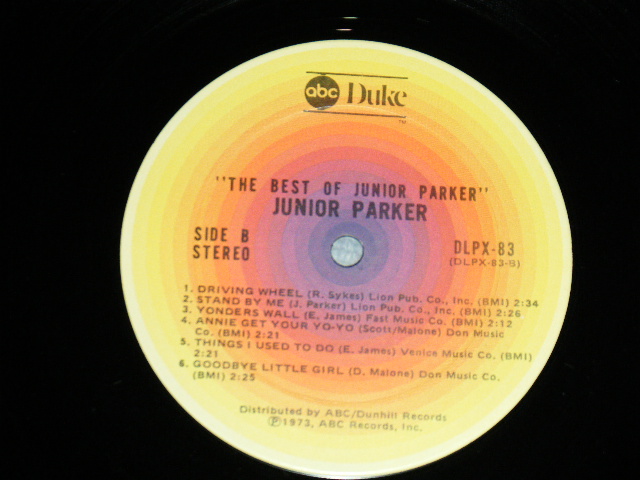 abc Duke
TM
"THE BEST OF JUNIOR PARKER"
JUNIOR PARKER
SIDE B
STEREO
DLPX-83
(DLPX-83-B)
1. DRIVING WHEEL (R. Sykes) Lion Pub. Co., Inc. (BMI) 2:34
2. STAND BY ME (J. Parker) Lion Pub. Co., Inc. (BMI) 2:26
3. YONDERS WALL (E. James) Fast Music Co. (BMI) 2:12
4. ANNIE GET YOUR YO-YO (Scott/Malone) Don Music
Co. (BMI) 2:21
5. THINGS I USED TO DO (E. James) Venice Music Co. (BMI)
2:21
6. GOODBYE LITTLE GIRL (D. Malone) Don Music Co.
(BMI) 2:25
Distributed by ABC/Dunhill Records
Ⓟ1973, ABC Records, Inc.